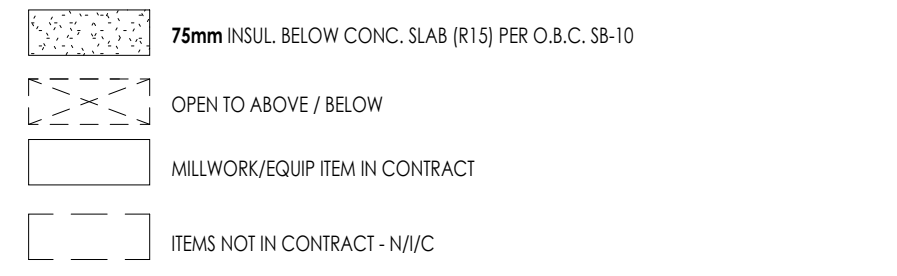 75mm INSUL. BELOW CONC. SLAB (R15) PER O.B.C. SB-10
OPEN TO ABOVE / BELOW
MILLWORK/EQUIP ITEM IN CONTRACT
ITEMS NOT IN CONTRACT - N/I/C